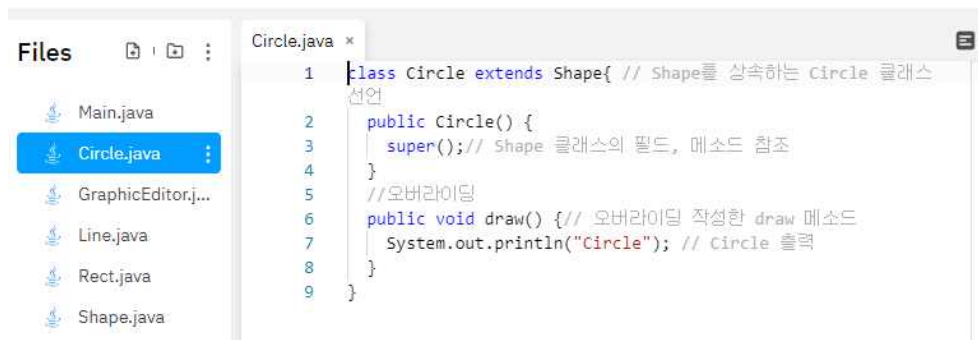 Files
Main.java
Circle.java
GraphicEditor.j...
Line.java
Rect.java
Shape.java
Circle.java ×
1 class Circle extends Shape{ // Shape를 상속하는 Circle 클래스
선언
2 public Circle() {
3 super();// Shape 클래스의 필드, 메소드 참조
4 }
5 //오버라이딩
6 public void draw() {// 오버라이딩 작성한 draw 메소드
7 System.out.println("Circle"); // Circle 출력
8 }
9 }